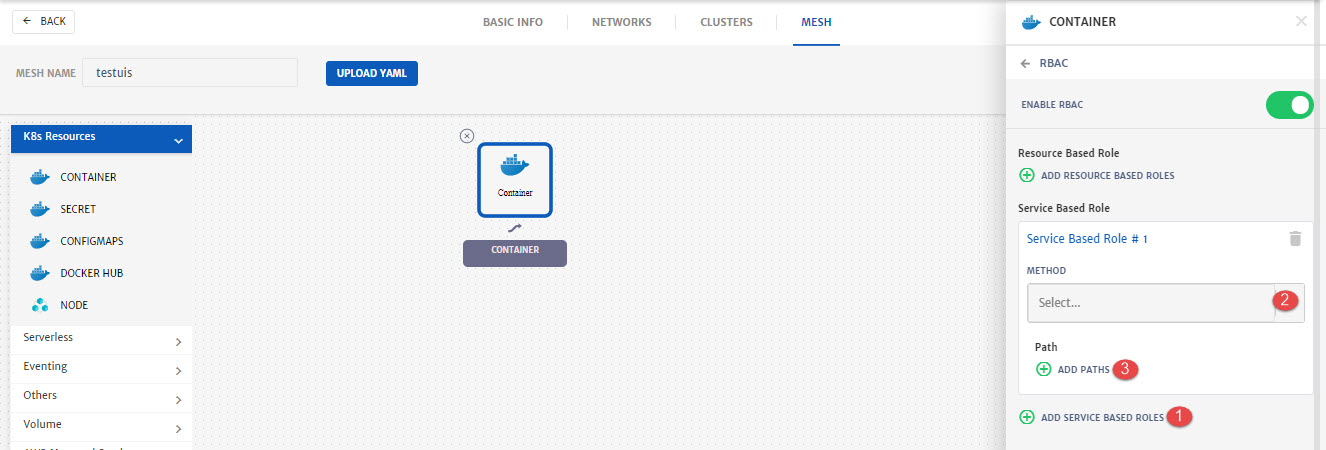 BACK
BASIC INFO
NETWORKS
CLUSTERS
MESH
MESH NAME
testuis
UPLOAD YAML
K8s Resources
CONTAINER
SECRET
CONFIGMAPS
DOCKER HUB
NODE
Serverless
Eventing
Others
Volume
Container
CONTAINER
CONTAINER
RBAC
ENABLE RBAC
Resource Based Role
ADD RESOURCE BASED ROLES
Service Based Role
Service Based Role # 1
METHOD
Select...
2
Path
ADD PATHS
3
ADD SERVICE BASED ROLES
1